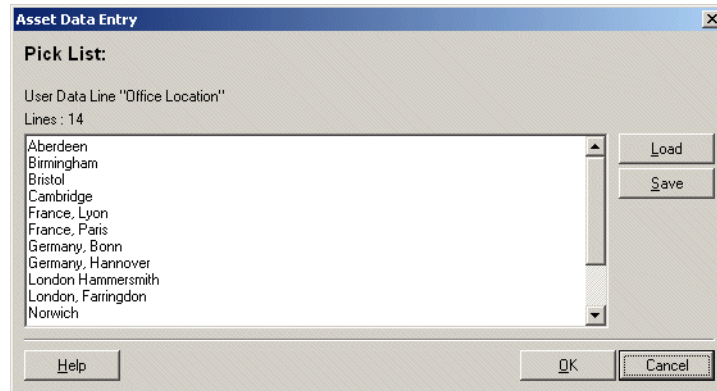 Asset Data Entry
Pick List:
User Data Line "Office Location"
Lines : 14
Aberdeen
Birmingham
Bristol
Cambridge
France, Lyon
France, Paris
Germany, Bonn
Germany, Hannover
London Hammersmith
London, Farringdon
Norwich
Load
Save
Help
OK
Cancel